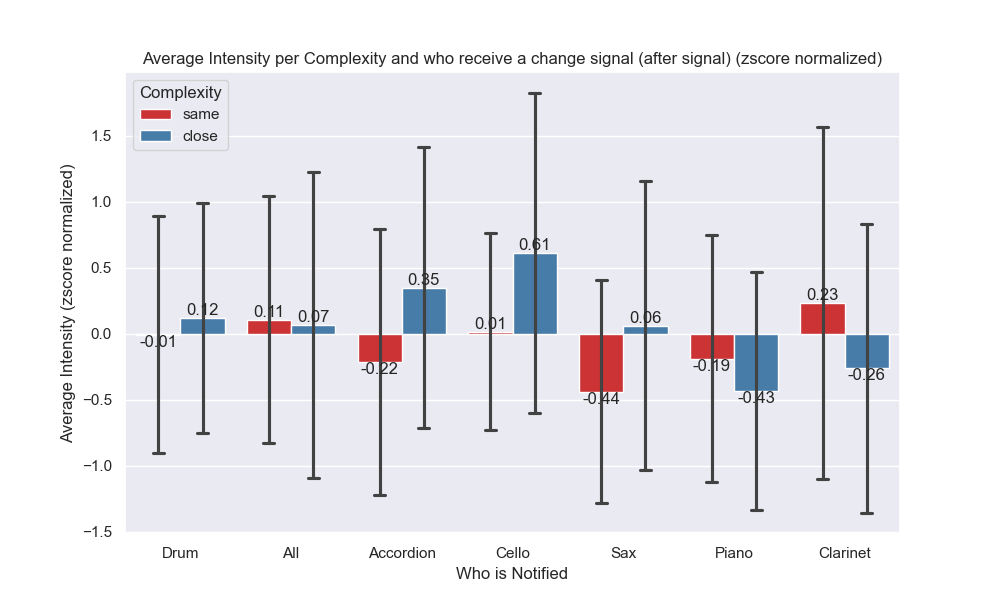 Average Intensity per Complexity and who receive a change signal (after signal) (zscore normalized)
Complexity
same
close
Average Intensity (zscore normalized)
1.5
1.0
0.5
0.0
−0.5
−1.0
−1.5
-0.01
0.12
0.11
0.07
-0.22
0.35
0.01
0.61
-0.44
0.06
-0.19
-0.43
0.23
-0.26
Drum
All
Accordion
Cello
Sax
Piano
Clarinet
Who is Notified